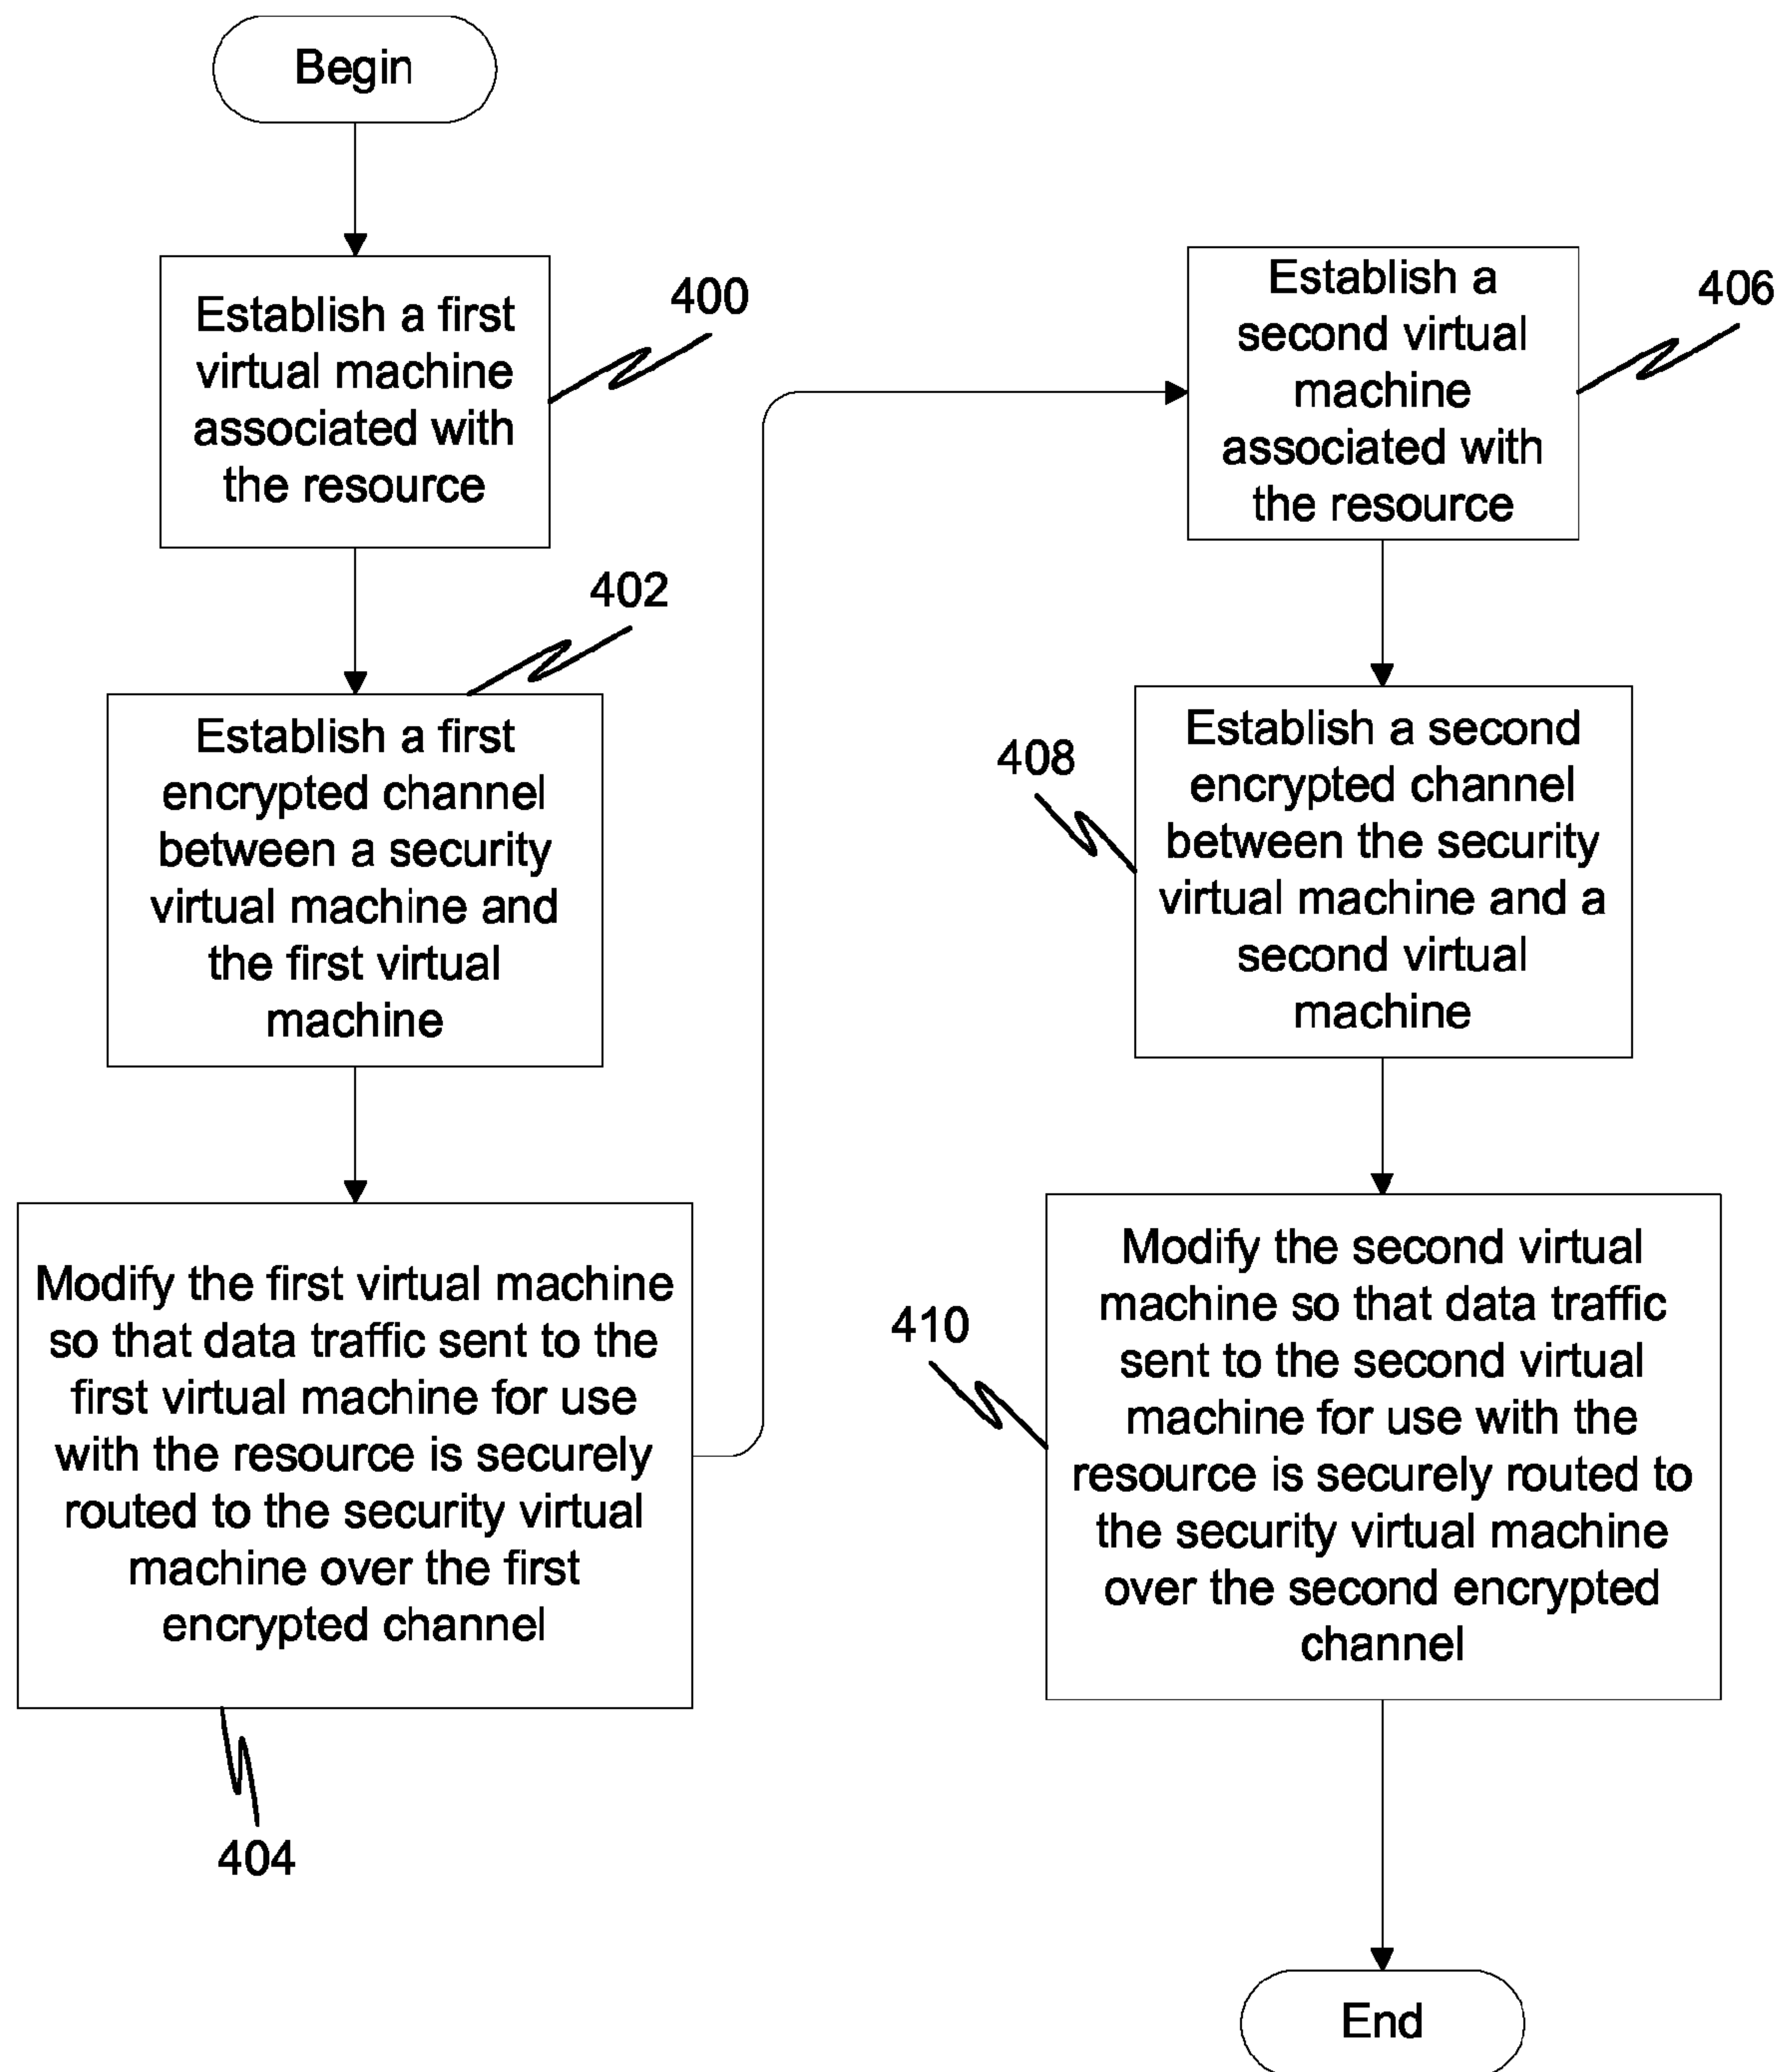 Begin
Establish a first
virtual machine
associated with
the resource
400
402
Establish a first
encrypted channel
between a security
virtual machine and
the first virtual
machine
Modify the first virtual machine
so that data traffic sent to the
first virtual machine for use
with the resource is securely
routed to the security virtual
machine over the first
encrypted channel
404
Establish a
second virtual
machine
associated with
the resource
406
408
Establish a second
encrypted channel
between the security
virtual machine and a
second virtual
machine
410
Modify the second virtual
machine so that data traffic
sent to the second virtual
machine for use with the
resource is securely routed to
the security virtual machine
over the second encrypted
channel
End